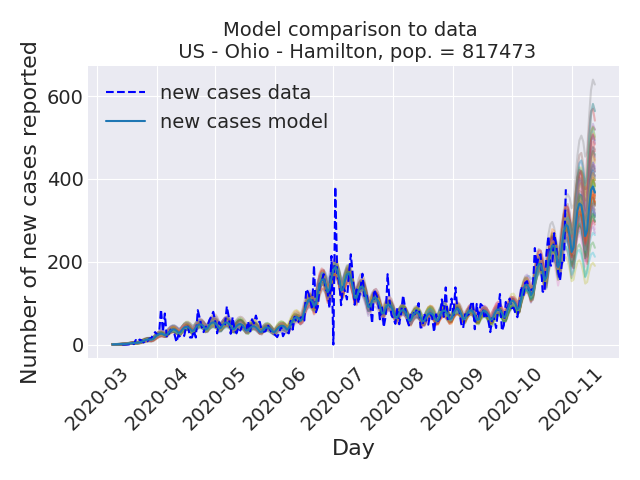 Model comparison to data
US - Ohio - Hamilton, pop. = 817473
Number of new cases reported
600
400
200
0
new cases data
new cases model
2020-03
2020-04
2020-05
2020-06
2020-07
2020-08
2020-09
2020-10
2020-11
Day